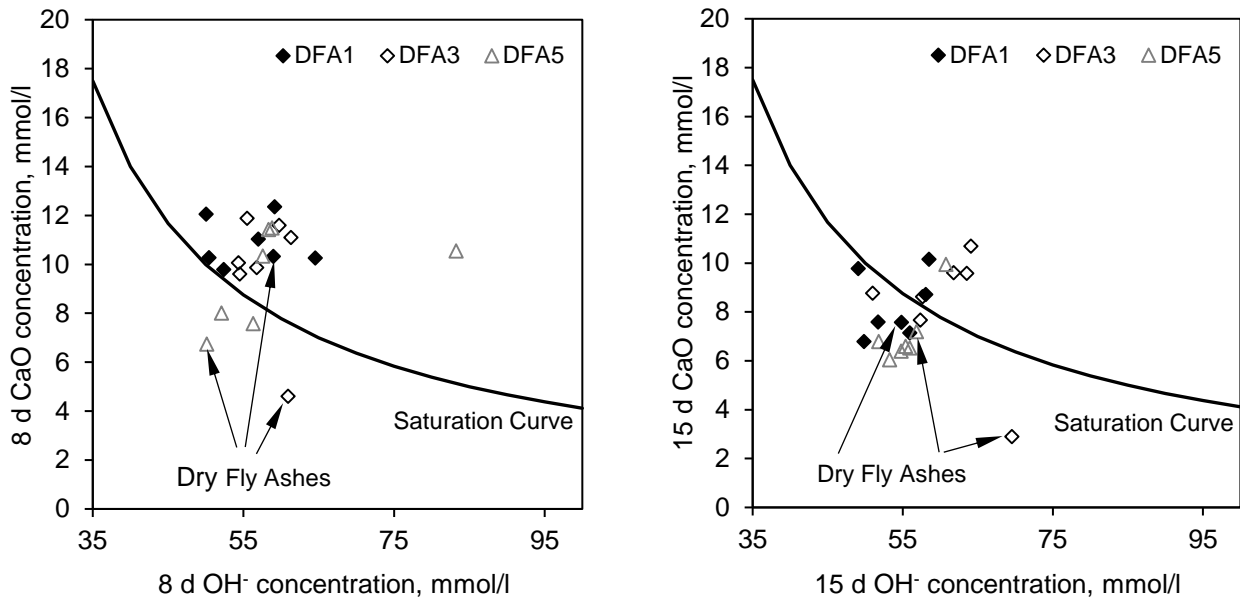 20
18
16
14
12
10
8
6
4
2
0
8 d CaO concentration, mmol/l
DFA1 DFA3 DFA5
Saturation Curve
Dry Fly Ashes
35 55 75 95
8 d OH⁻ concentration, mmol/l
20
18
16
14
12
10
8
6
4
2
0
15 d CaO concentration, mmol/l
DFA1 DFA3 DFA5
Saturation Curve
Dry Fly Ashes
35 55 75 95
15 d OH⁻ concentration, mmol/l